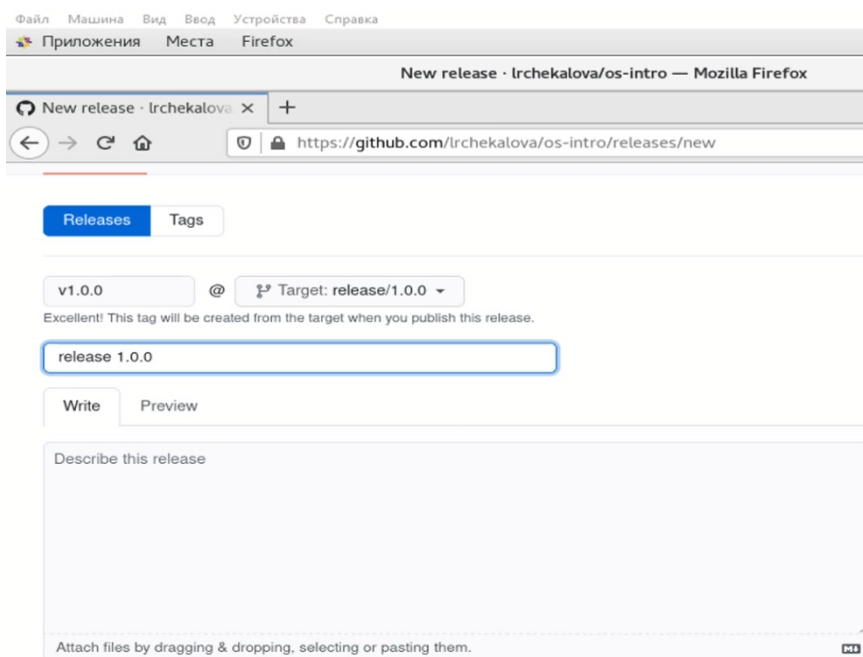 Файл Машина Вид Ввод Устройства Справка
Приложения Места Firefox
New release · lrchekalova/os-intro — Mozilla Firefox
New release · lrchekalova
https://github.com/lrchekalova/os-intro/releases/new
Releases Tags
v1.0.0 @ Target: release/1.0.0
Excellent! This tag will be created from the target when you publish this release.
release 1.0.0
Write Preview
Describe this release
Attach files by dragging & dropping, selecting or pasting them.